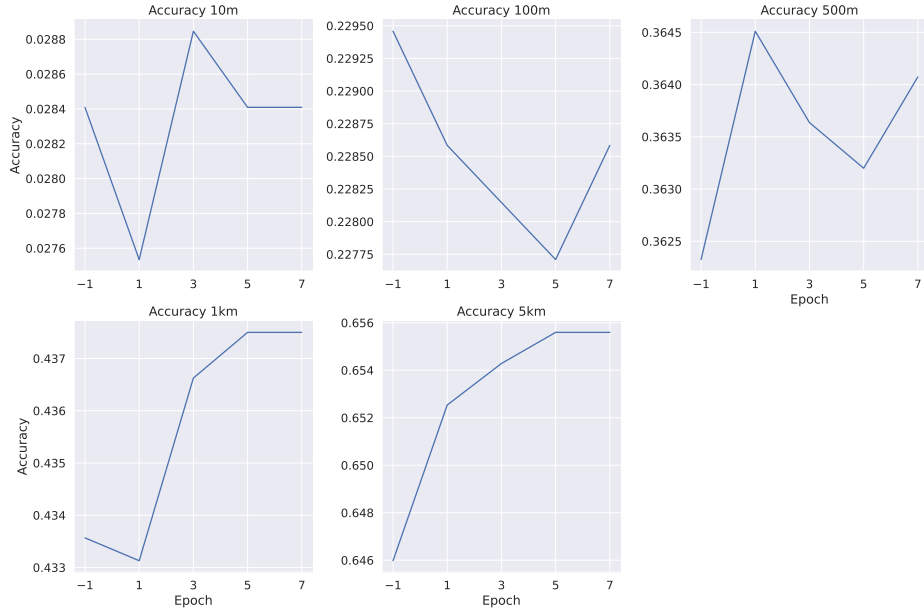 Accuracy 10m
Accuracy
0.0288
0.0286
0.0284
0.0282
0.0280
0.0278
0.0276
−1 1 3 5 7
Accuracy 100m
0.22950
0.22925
0.22900
0.22875
0.22850
0.22825
0.22800
0.22775
−1 1 3 5 7
Accuracy 500m
0.3645
0.3640
0.3635
0.3630
0.3625
−1 1 3 5 7
Epoch
Accuracy 1km
Accuracy
0.437
0.436
0.435
0.434
0.433
−1 1 3 5 7
Epoch
Accuracy 5km
0.656
0.654
0.652
0.650
0.648
0.646
−1 1 3 5 7
Epoch